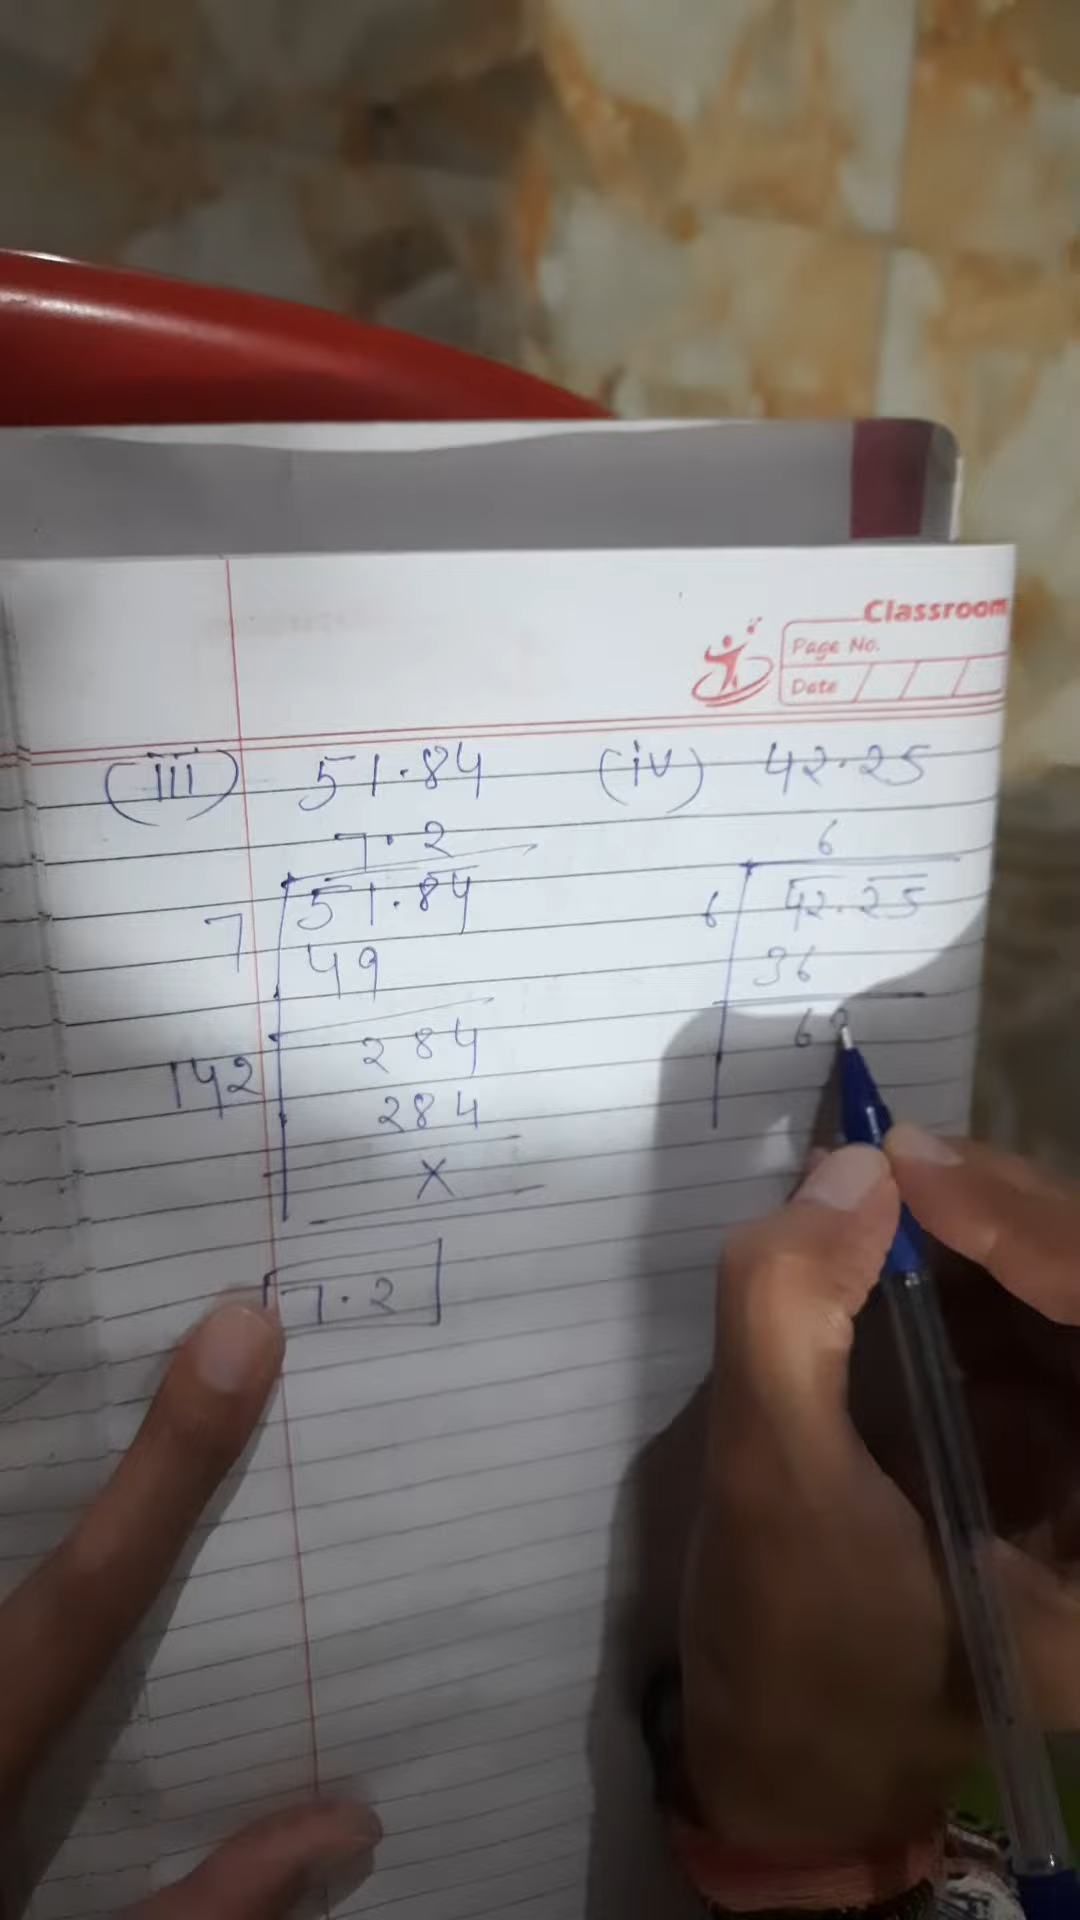 Classroom
Page No.
Date / / /
(iii) 51.84 (iv) 42.25
7.2
6
7 51.84
6 42.25
49
36
142 284
6
284
x
7.2